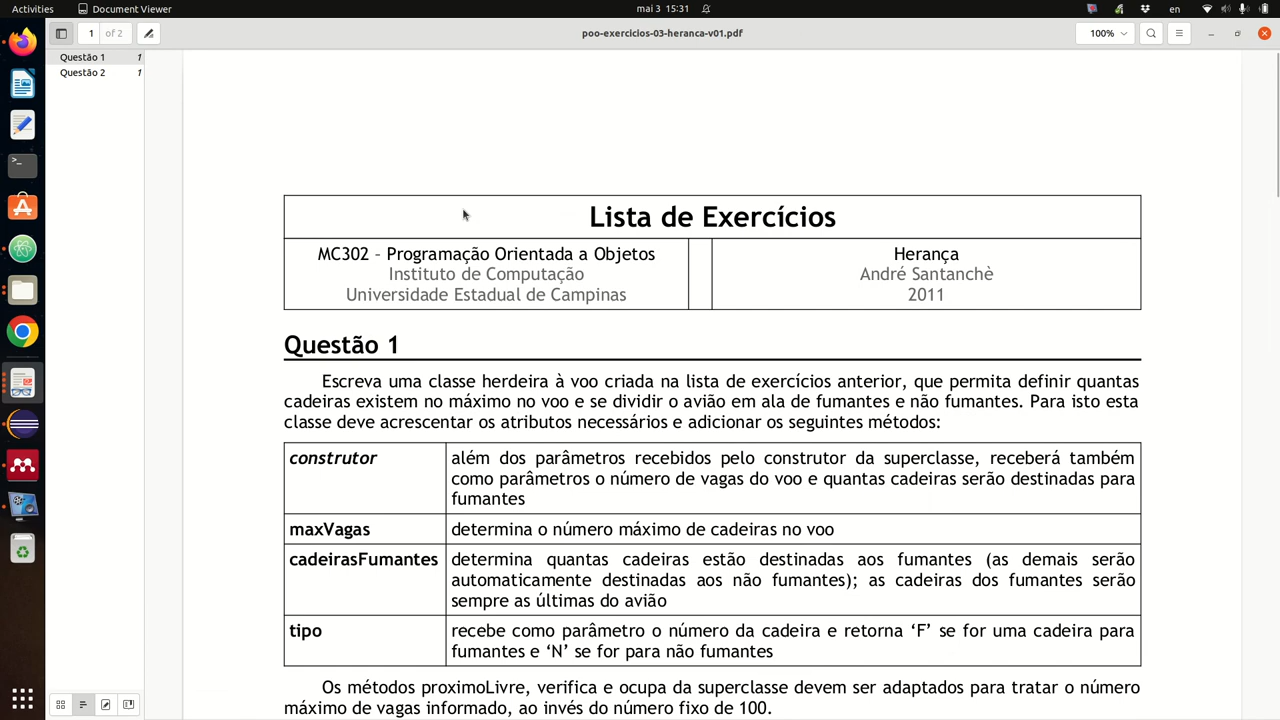 Activities
Document Viewer
mai 3 15:31
en
1 of 2
poo-exercicios-03-heranca-v01.pdf
100%
Questão 1 1
Questão 2 2
Lista de Exercícios
MC302 – Programação Orientada a Objetos
Instituto de Computação
Universidade Estadual de Campinas
Herança
André Santanchè
2011
Questão 1
Escreva uma classe herdeira à voo criada na lista de exercícios anterior, que permita definir quantas
cadeiras existem no máximo no voo e se dividir o avião em ala de fumantes e não fumantes. Para isto esta
classe deve acrescentar os atributos necessários e adicionar os seguintes métodos:
construtor
além dos parâmetros recebidos pelo construtor da superclasse, receberá também
como parâmetros o número de vagas do voo e quantas cadeiras serão destinadas para
fumantes
maxVagas
determina o número máximo de cadeiras no voo
cadeirasFumantes
determina quantas cadeiras estão destinadas aos fumantes (as demais serão
automaticamente destinadas aos não fumantes); as cadeiras dos fumantes serão
sempre as últimas do avião
tipo
recebe como parâmetro o número da cadeira e retorna ‘F’ se for uma cadeira para
fumantes e ‘N’ se for para não fumantes
Os métodos proximoLivre, verifica e ocupa da superclasse devem ser adaptados para tratar o número
máximo de vagas informado, ao invés do número fixo de 100.